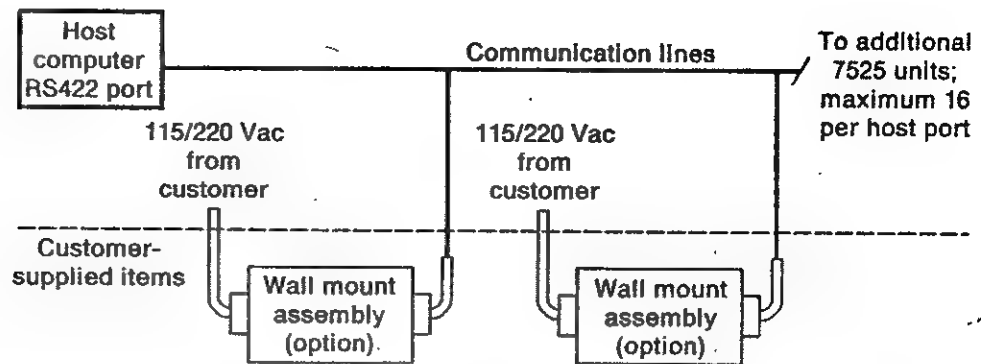 Host
computer
RS422 port
Communication lines
To additional
7525 units;
maximum 16
per host port
115/220 Vac
from
customer
115/220 Vac
from
customer
Customer-
supplied items
Wall mount
assembly
(option)
Wall mount
assembly
(option)